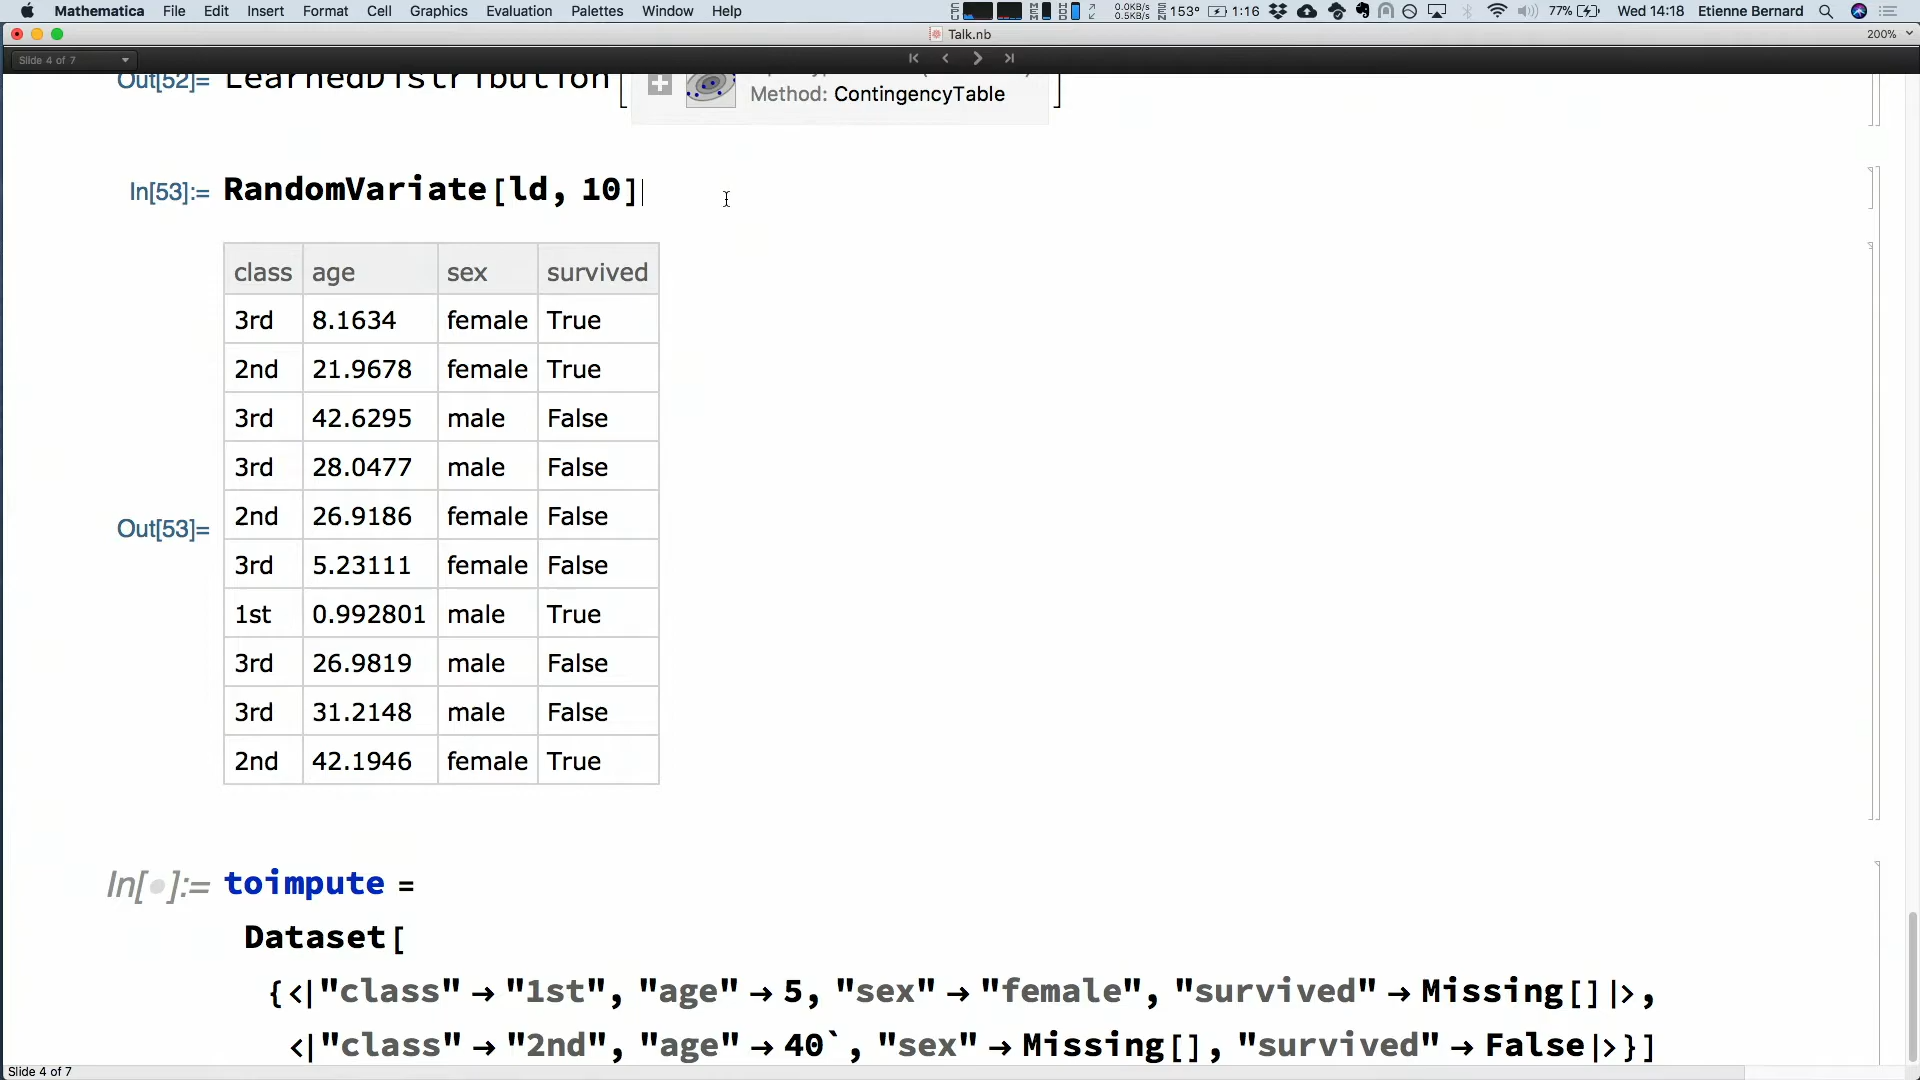 Mathematica File Edit Insert Format Cell Graphics Evaluation Palettes Window Help 0.0KB/s 0.5KB/s 153° 1:16 77% Wed 14:18 Etienne Bernard
Talk.nb 200%
Slide 4 of 7
Out[52]= LearnedDistribution[
Method: ContingencyTable ]
In[53]:= RandomVariate[ld, 10]
class age sex survived
3rd 8.1634 female True
2nd 21.9678 female True
3rd 42.6295 male False
3rd 28.0477 male False
2nd 26.9186 female False
Out[53]=
3rd 5.23111 female False
1st 0.992801 male True
3rd 26.9819 male False
3rd 31.2148 male False
2nd 42.1946 female True
In[•]:= toimpute =
Dataset[
{<|"class" → "1st", "age" → 5, "sex" → "female", "survived" → Missing[]|>,
<|"class" → "2nd", "age" → 40`, "sex" → Missing[], "survived" → False|>}]
Slide 4 of 7